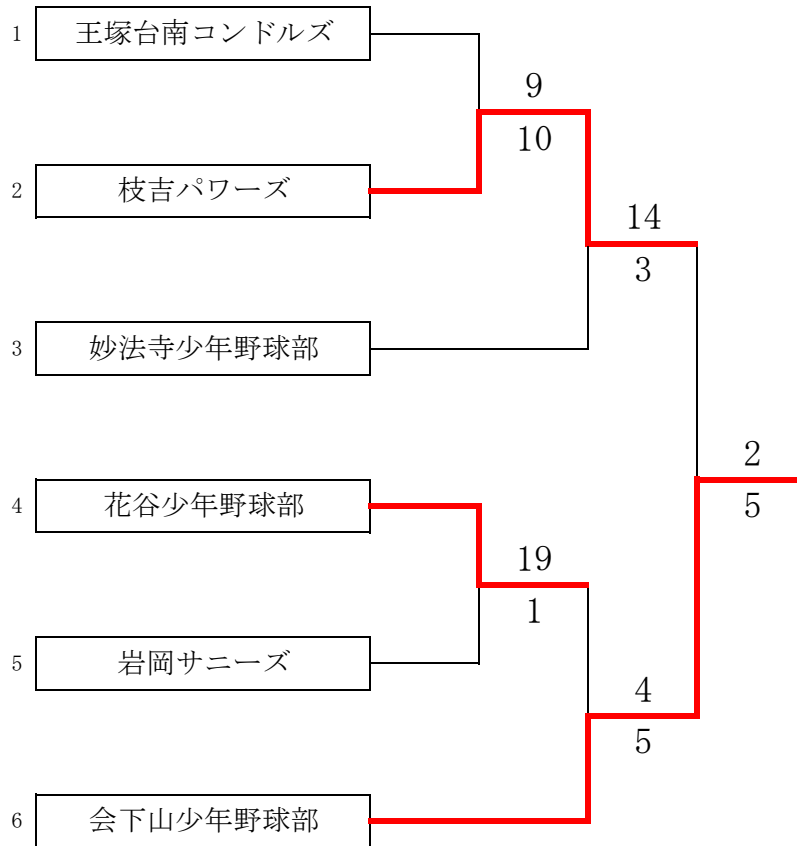 1 王塚台南コンドルズ
9
10
2 枝吉パワーズ
14
3
3 妙法寺少年野球部
2
5
4 花谷少年野球部
19
1
5 岩岡サニーズ
4
5
6 会下山少年野球部